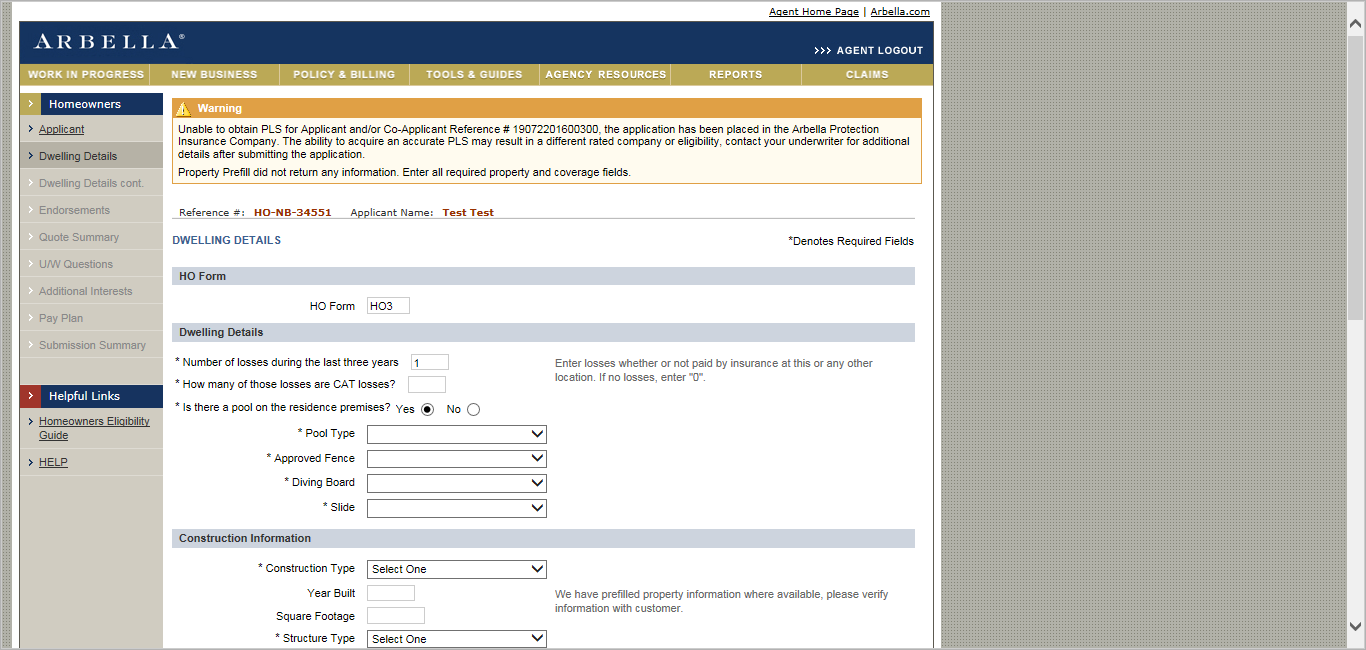 Agent Home Page | Arbella.com
ARBELLA®
>>> AGENT LOGOUT
WORK IN PROGRESS NEW BUSINESS POLICY & BILLING TOOLS & GUIDES AGENCY RESOURCES REPORTS CLAIMS
Homeowners
Applicant
Dwelling Details
Dwelling Details cont.
Endorsements
Quote Summary
U/W Questions
Additional Interests
Pay Plan
Submission Summary
Helpful Links
Homeowners Eligibility
Guide
HELP
Warning
Unable to obtain PLS for Applicant and/or Co-Applicant Reference # 19072201600300, the application has been placed in the Arbella Protection
Insurance Company. The ability to acquire an accurate PLS may result in a different rated company or eligibility, contact your underwriter for additional
details after submitting the application.
Property Prefill did not return any information. Enter all required property and coverage fields.
Reference #: HO-NB-34551 Applicant Name: Test Test
DWELLING DETAILS
*Denotes Required Fields
HO Form
HO Form HO3
Dwelling Details
* Number of losses during the last three years 1
Enter losses whether or not paid by insurance at this or any other
location. If no losses, enter "0".
* How many of those losses are CAT losses?
* Is there a pool on the residence premises? Yes No
* Pool Type
* Approved Fence
* Diving Board
* Slide
Construction Information
* Construction Type Select One
Year Built
We have prefilled property information where available, please verify
information with customer.
Square Footage
* Structure Type Select One